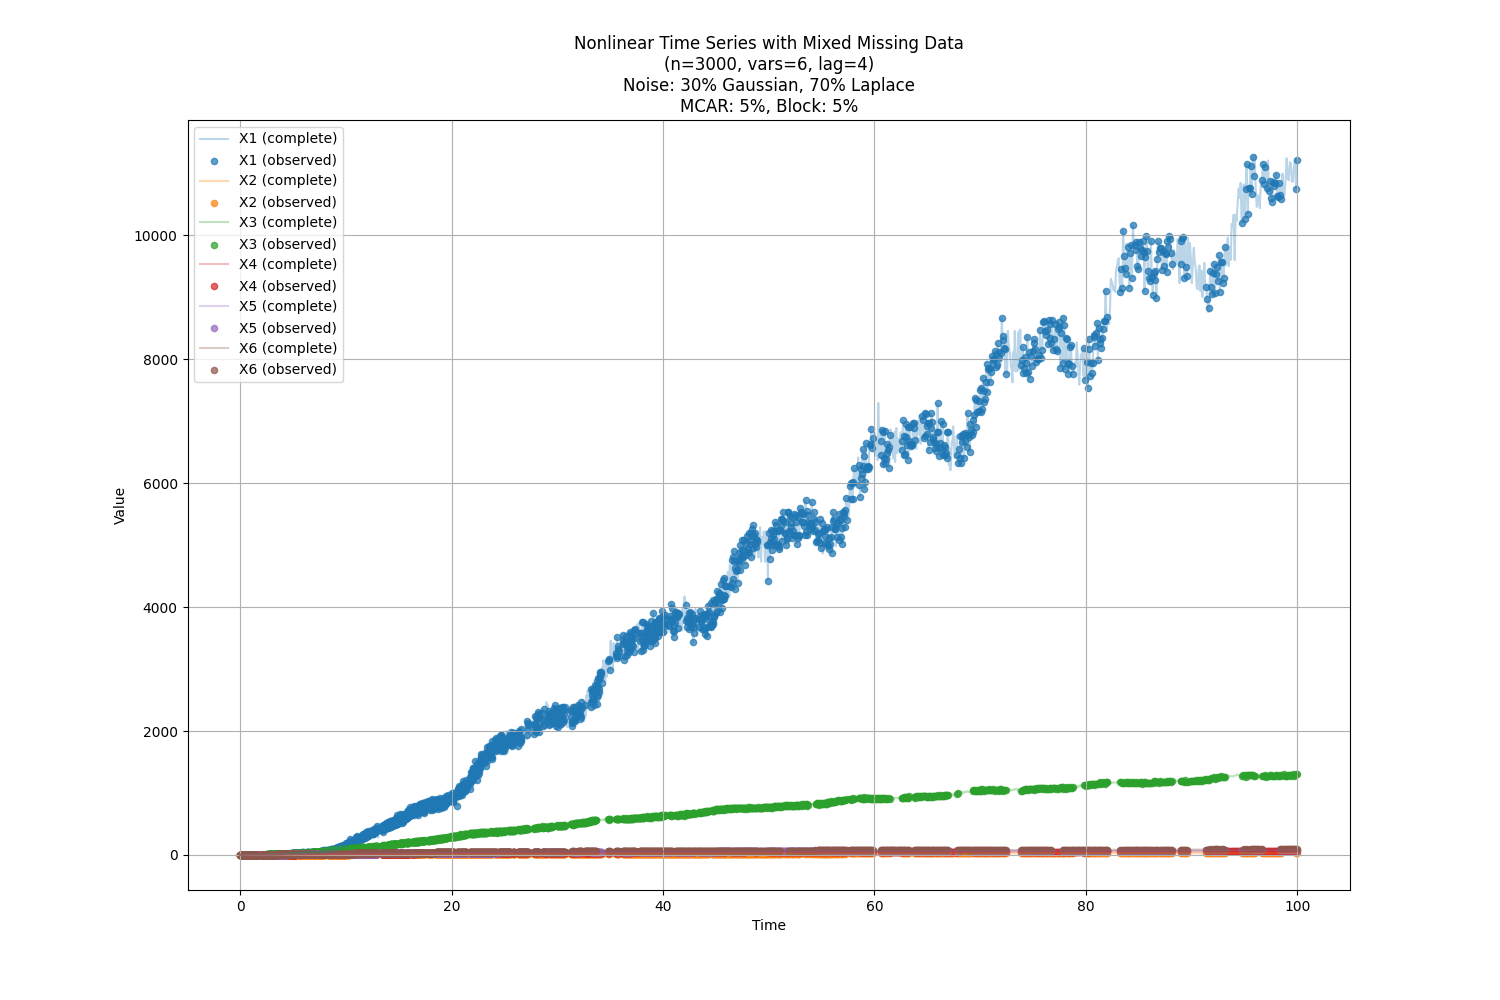 Nonlinear Time Series with Mixed Missing Data
(n=3000, vars=6, lag=4)
Noise: 30% Gaussian, 70% Laplace
MCAR: 5%, Block: 5%
X1 (complete)
X1 (observed)
X2 (complete)
X2 (observed)
X3 (complete)
X3 (observed)
X4 (complete)
X4 (observed)
X5 (complete)
X5 (observed)
X6 (complete)
X6 (observed)
10000
8000
6000
4000
2000
0
Value
0 20 40 60 80 100
Time